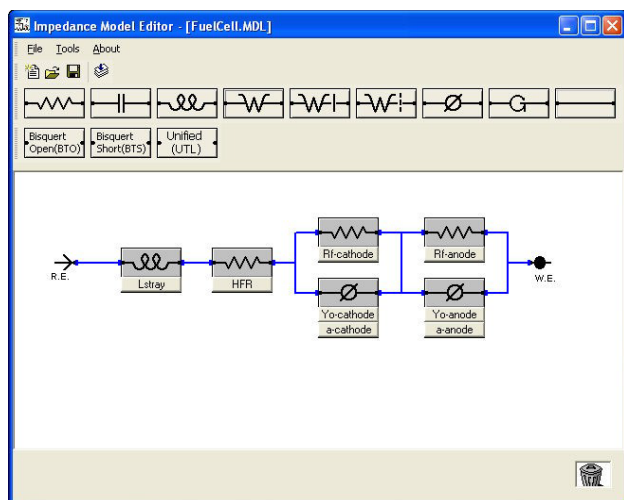 Impedance Model Editor - [FuelCell.MDL]
File Tools About
W W W G
Bisquert Open(BTO)
Bisquert Short(BTS)
Unified (UTL)
Rf-cathode
Rf-anode
R.E.
Lstray
HFR
W.E.
Yo-cathode
Yo-anode
a-cathode
a-anode